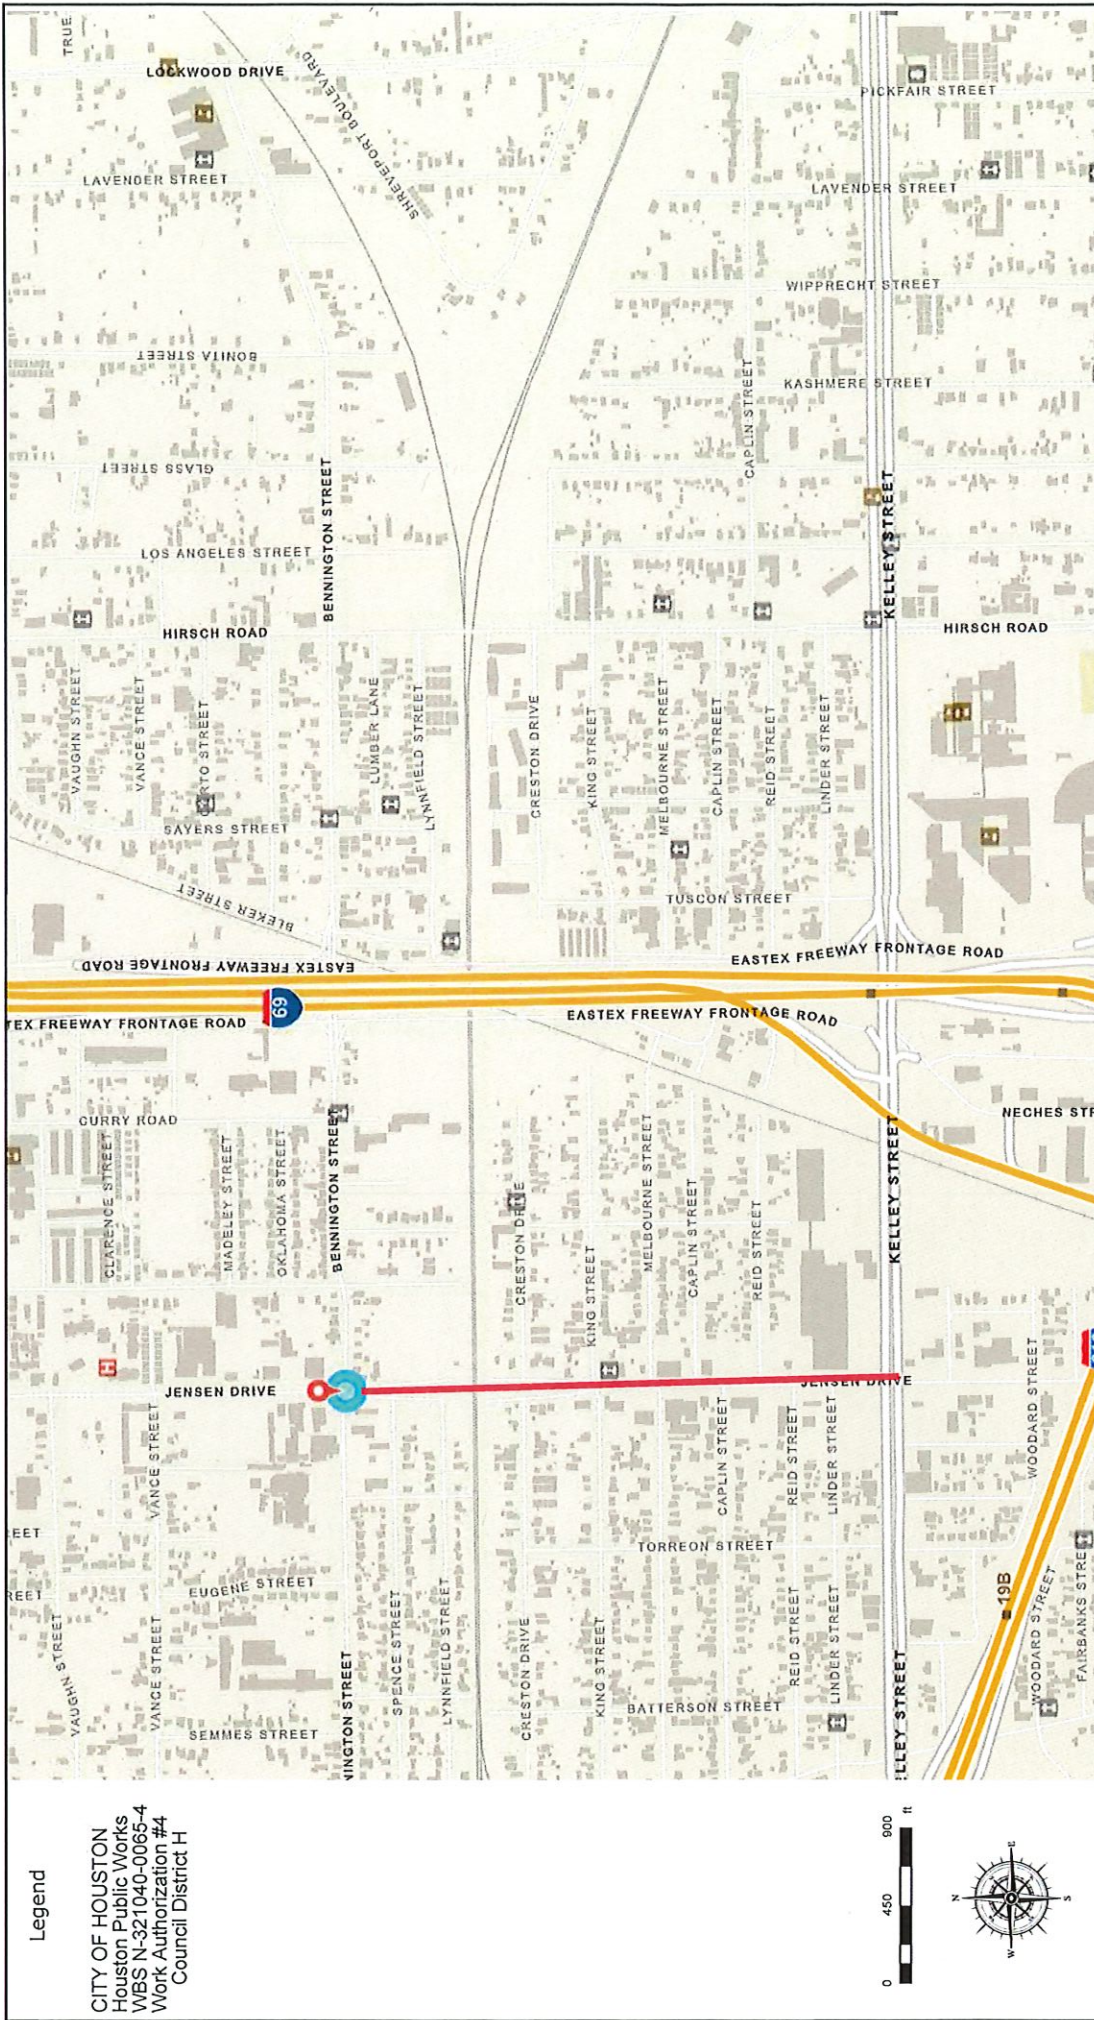 TRUE
LOCKWOOD DRIVE
SHREVEPORT BOULEVARD
PICKFAIR STREET
LAVENDER STREET
LAVENDER STREET
WIPPRECHT STREET
BONITA STREET
KASHMERE STREET
CAPLIN STREET
GLASS STREET
BENNINGTON STREET
LOS ANGELES STREET
KELLEY STREET
HIRSCH ROAD
HIRSCH ROAD
VAUGHN STREET
VANCE STREET
STREET
LUMBER LANE
LYNNFIELD STREET
CRESTON DRIVE
KING STREET
MELBOURNE STREET
CAPLIN STREET
REID STREET
LINDER STREET
SAYERS STREET
BLEKER STREET
TUSCON STREET
EASTEX FREEWAY FRONTAGE ROAD
EASTEX FREEWAY FRONTAGE ROAD
69
TEX FREEWAY FRONTAGE ROAD
EASTEX FREEWAY FRONTAGE ROAD
CURRY ROAD
NECHES STR
CLARENCE STREET
MADELEY STREET
OKLAHOMA STREET
BENNINGTON STREET
CRESTON DRIVE
KING STREET
MELBOURNE STREET
CAPLIN STREET
REID STREET
KELLEY STREET
H
JENSEN DRIVE
JENSEN DRIVE
WOODARD STREET
VANCE STREET
CAPLIN STREET
REID STREET
LINDER STREET
REET
TORREON STREET
REET
EUGENE STREET
19B
VAUGHN STREET
VANCE STREET
SPENCE STREET
LYNNFIELD STREET
CRESTON DRIVE
KING STREET
REID STREET
LINDER STREET
WOODARD STREET
FAIRBANKS STRE
SEMMES STREET
NINGTON STREET
BATTERSON STREET
LLEY STREET
Legend
CITY OF HOUSTON
Houston Public Works
WBS N-321040-0065-4
Work Authorization #4
Council District H
0 450 900 ft
N
E
S
W